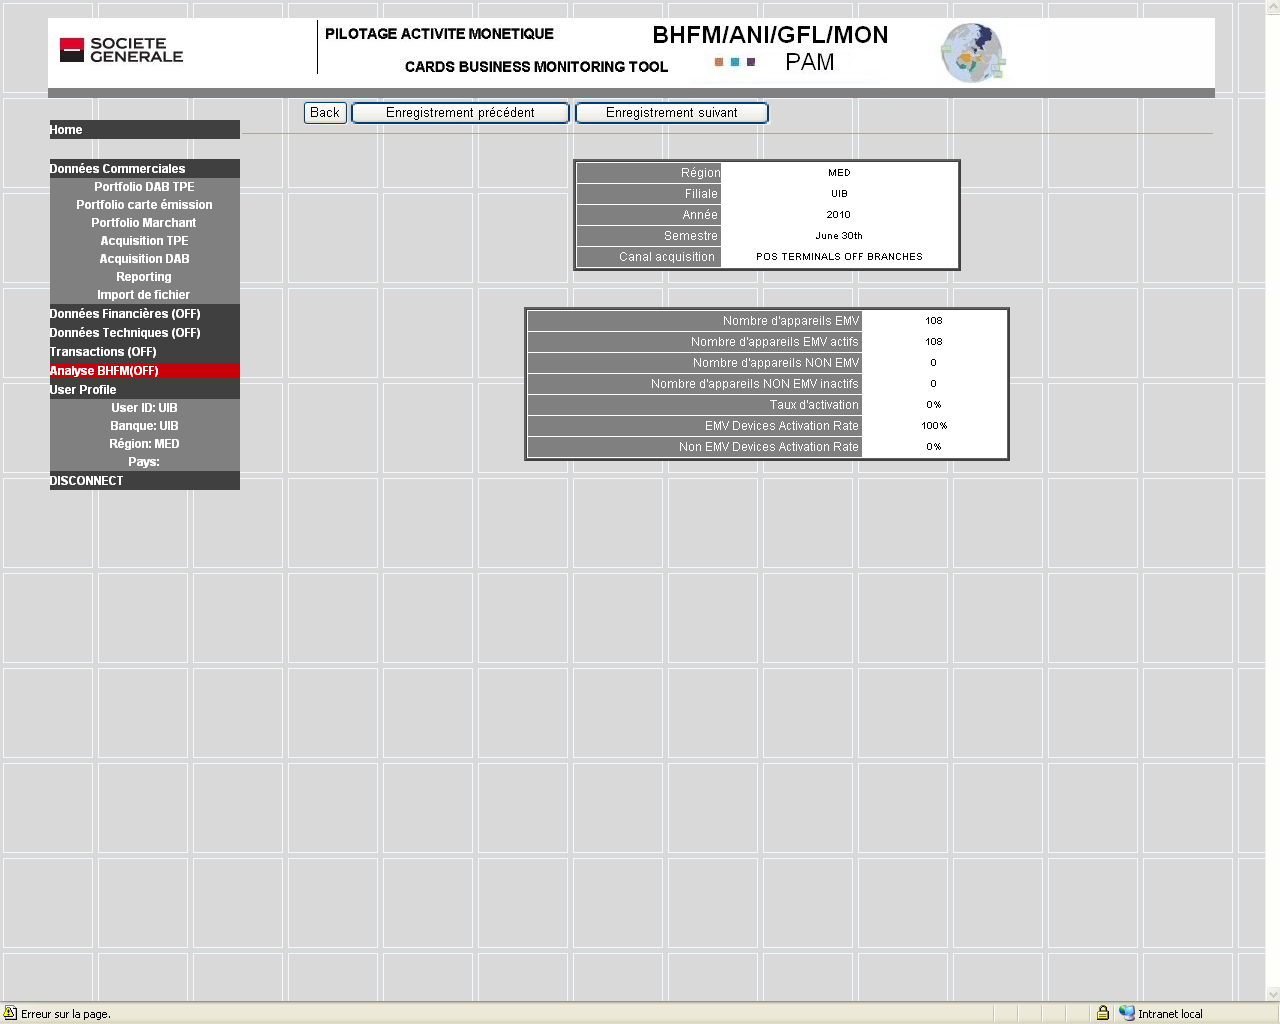 SOCIETE
GENERALE
PILOTAGE ACTIVITE MONETIQUE
CARDS BUSINESS MONITORING TOOL
BHFM/ANI/GFL/MON
PAM
Back Enregistrement précédent Enregistrement suivant
Home
Données Commerciales
Portfolio DAB TPE
Portfolio carte émission
Portfolio Marchant
Acquisition TPE
Acquisition DAB
Reporting
Import de fichier
Données Financières (OFF)
Données Techniques (OFF)
Transactions (OFF)
Analyse BHFM(OFF)
User Profile
User ID: UIB
Banque: UIB
Région: MED
Pays:
DISCONNECT
Région MED
Filiale UIB
Année 2010
Semestre June 30th
Canal acquisition POS TERMINALS OFF BRANCHES
Nombre d'appareils EMV 108
Nombre d'appareils EMV actifs 108
Nombre d'appareils NON EMV 0
Nombre d'appareils NON EMV inactifs 0
Taux d'activation 0%
EMV Devices Activation Rate 100%
Non EMV Devices Activation Rate 0%
Erreur sur la page. Intranet local